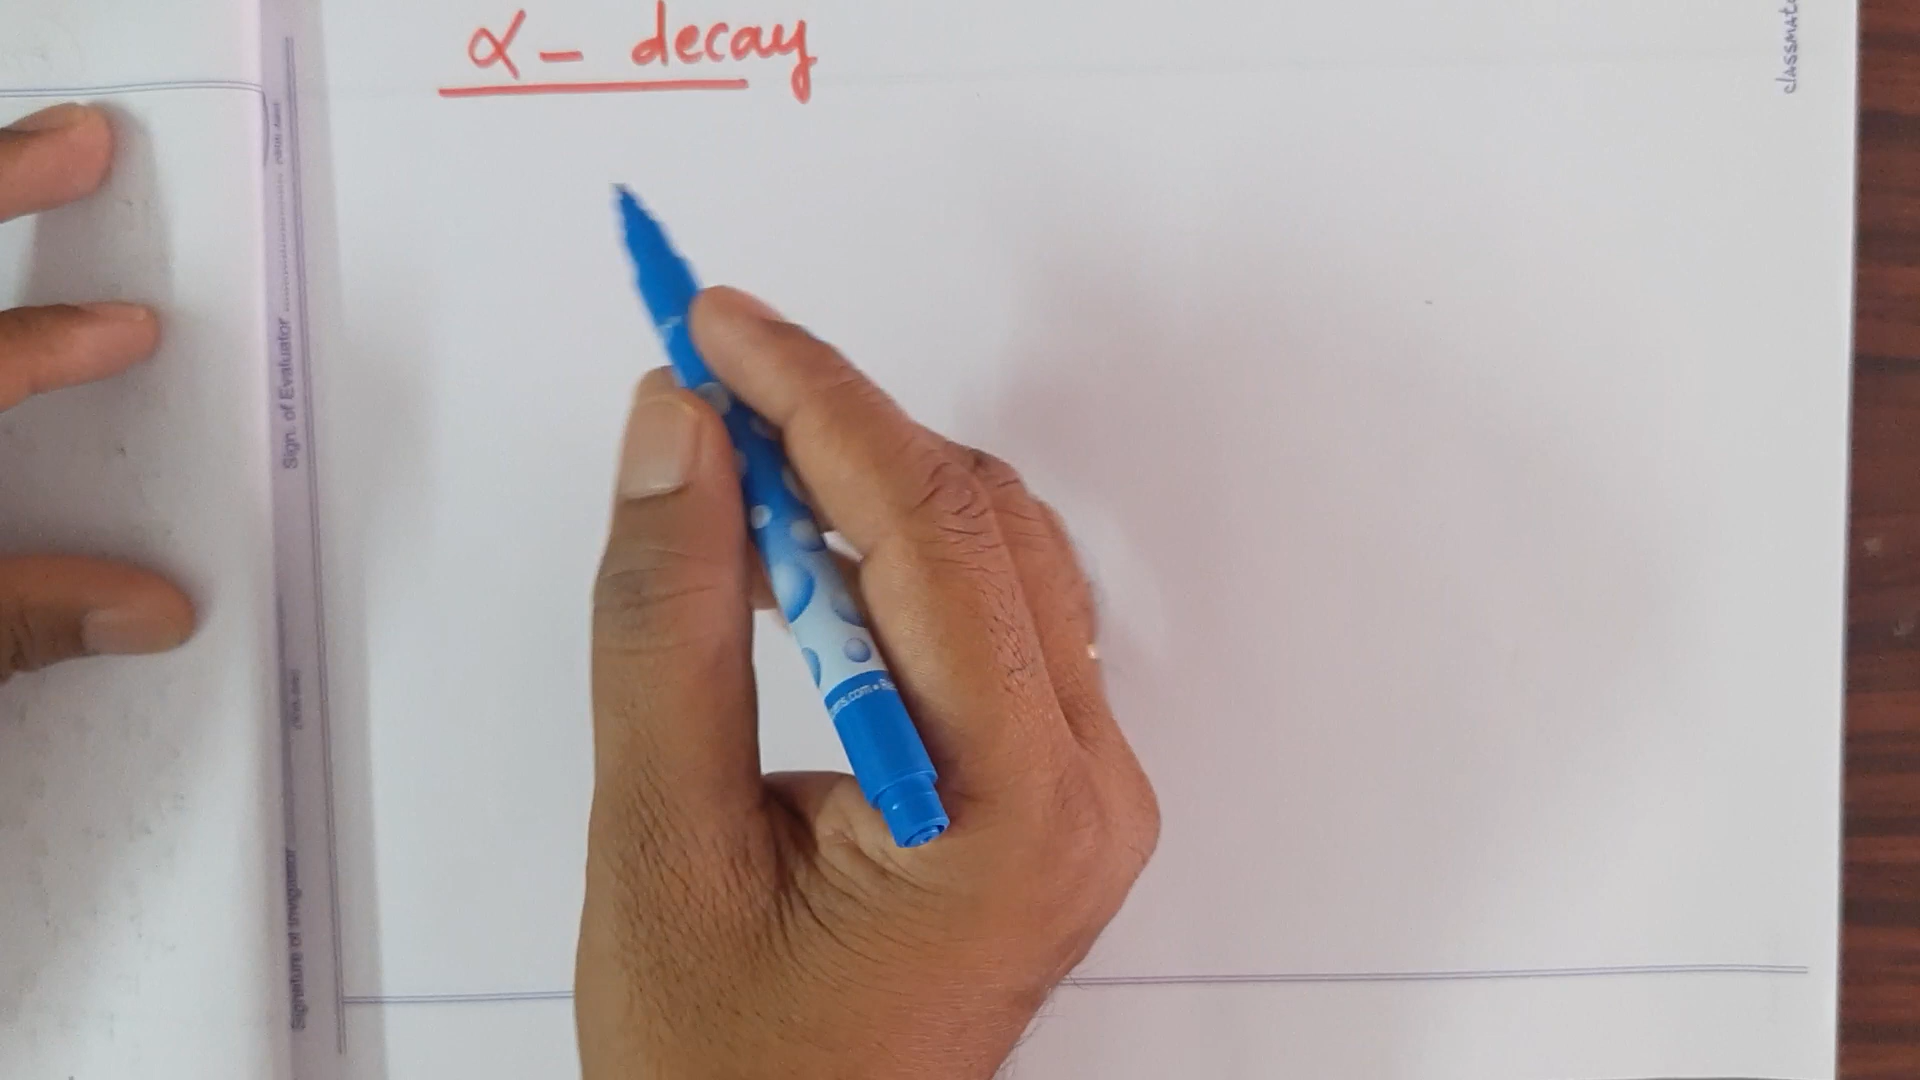 α - decay
classmate
Sign. of Evaluator
Signature of Invigilator